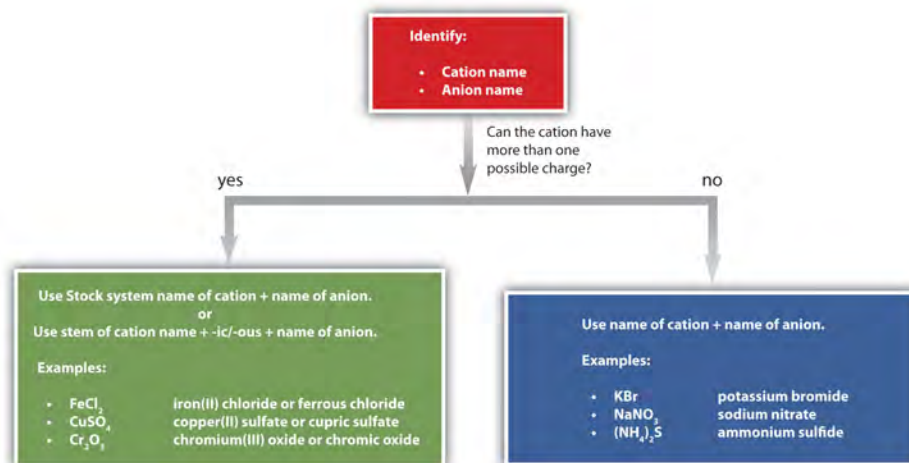 Identify:
• Cation name
• Anion name
Can the cation have
more than one
possible charge?
yes
no
Use Stock system name of cation + name of anion.
or
Use stem of cation name + -ic/-ous + name of anion.
Examples:
• FeCl₂ iron(II) chloride or ferrous chloride
• CuSO₄ copper(II) sulfate or cupric sulfate
• Cr₂O₃ chromium(III) oxide or chromic oxide
Use name of cation + name of anion.
Examples:
• KBr potassium bromide
• NaNO₃ sodium nitrate
• (NH₄)₂S ammonium sulfide